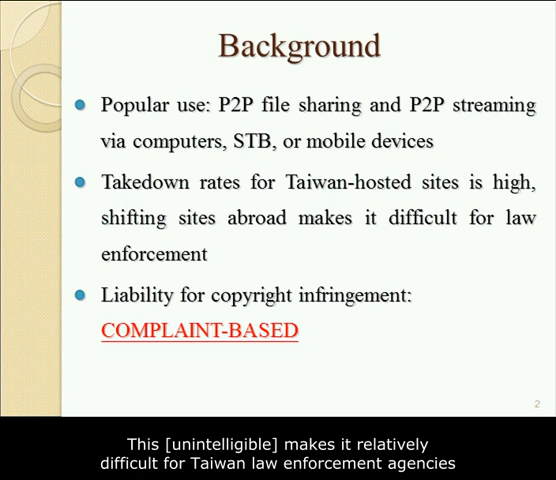 Background
Popular use: P2P file sharing and P2P streaming
via computers, STB, or mobile devices
Takedown rates for Taiwan-hosted sites is high,
shifting sites abroad makes it difficult for law
enforcement
Liability for copyright infringement:
COMPLAINT-BASED
2
This [unintelligible] makes it relatively
difficult for Taiwan law enforcement agencies